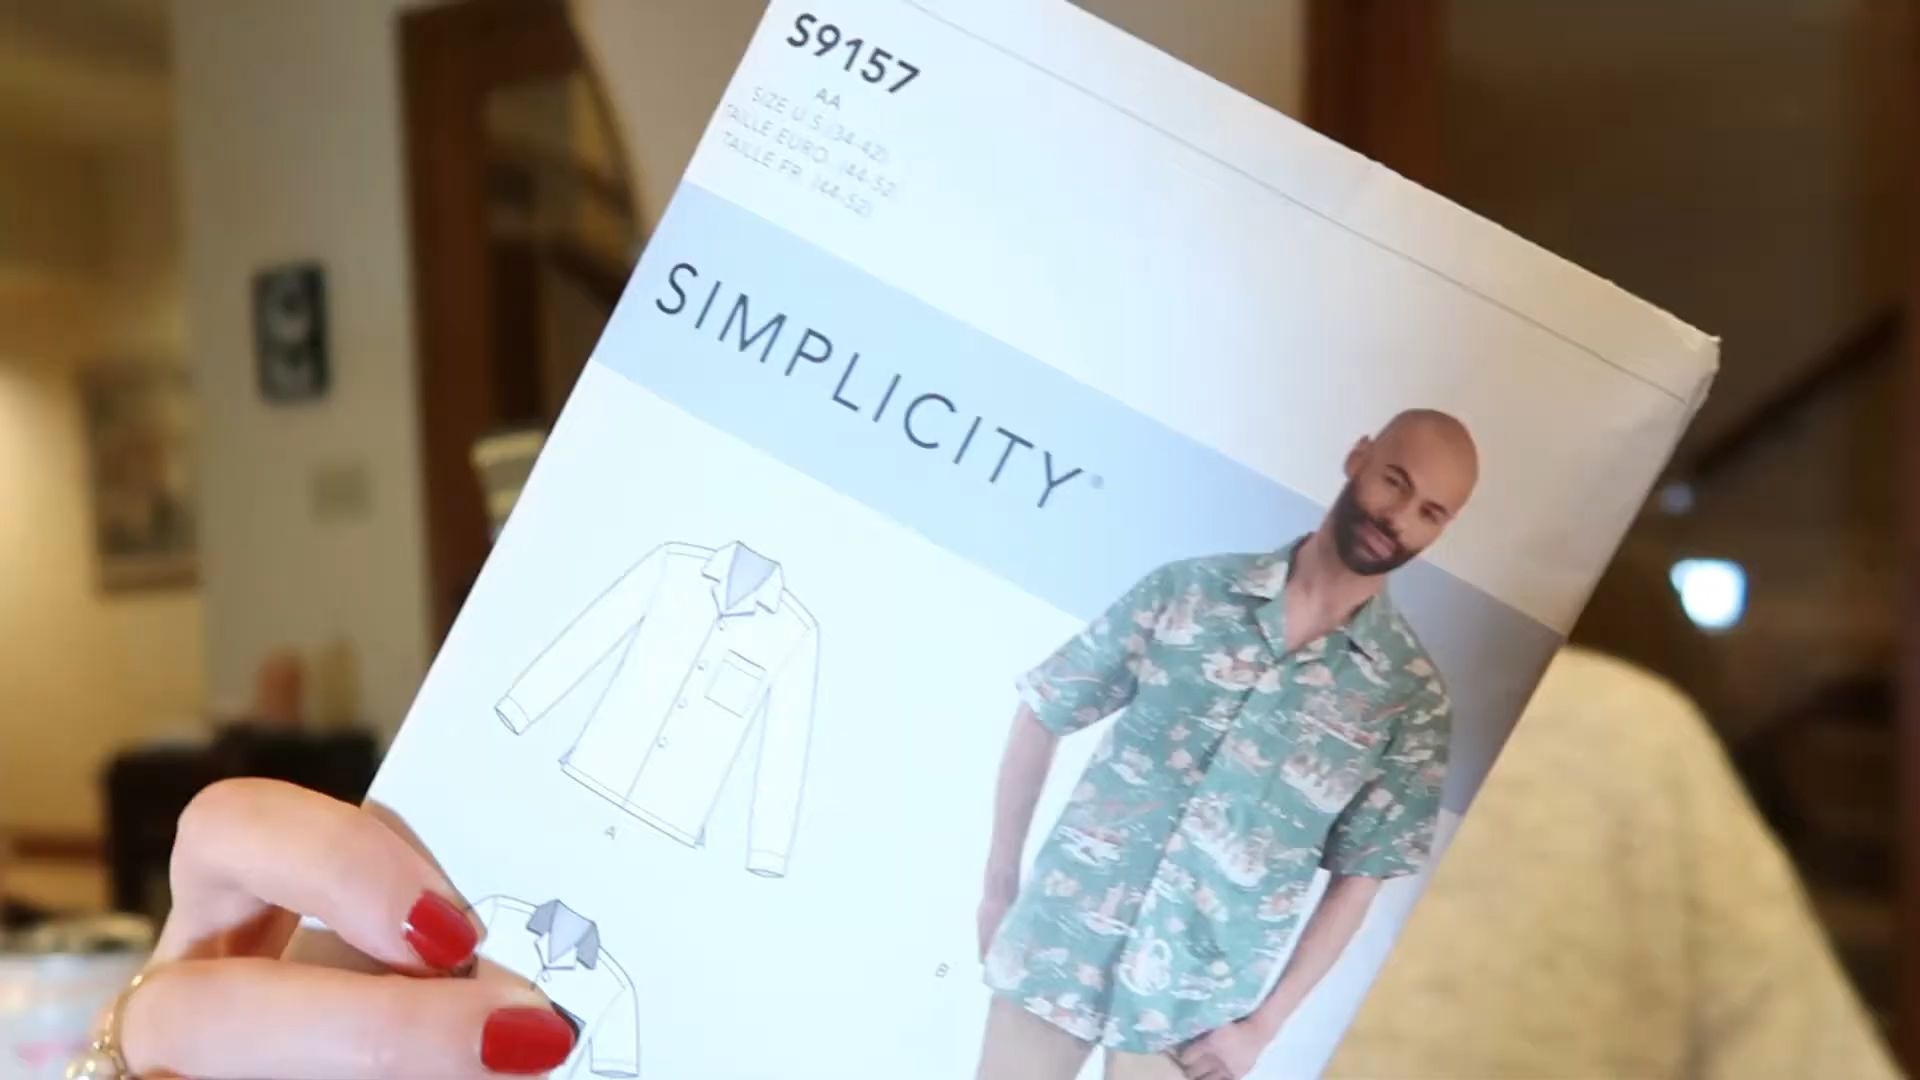 S9157
AA
SIZE U.S.(34-42)
TAILLE EURO. (44-52)
TAILLE FR. (44-52)
SIMPLICITY®
A
B